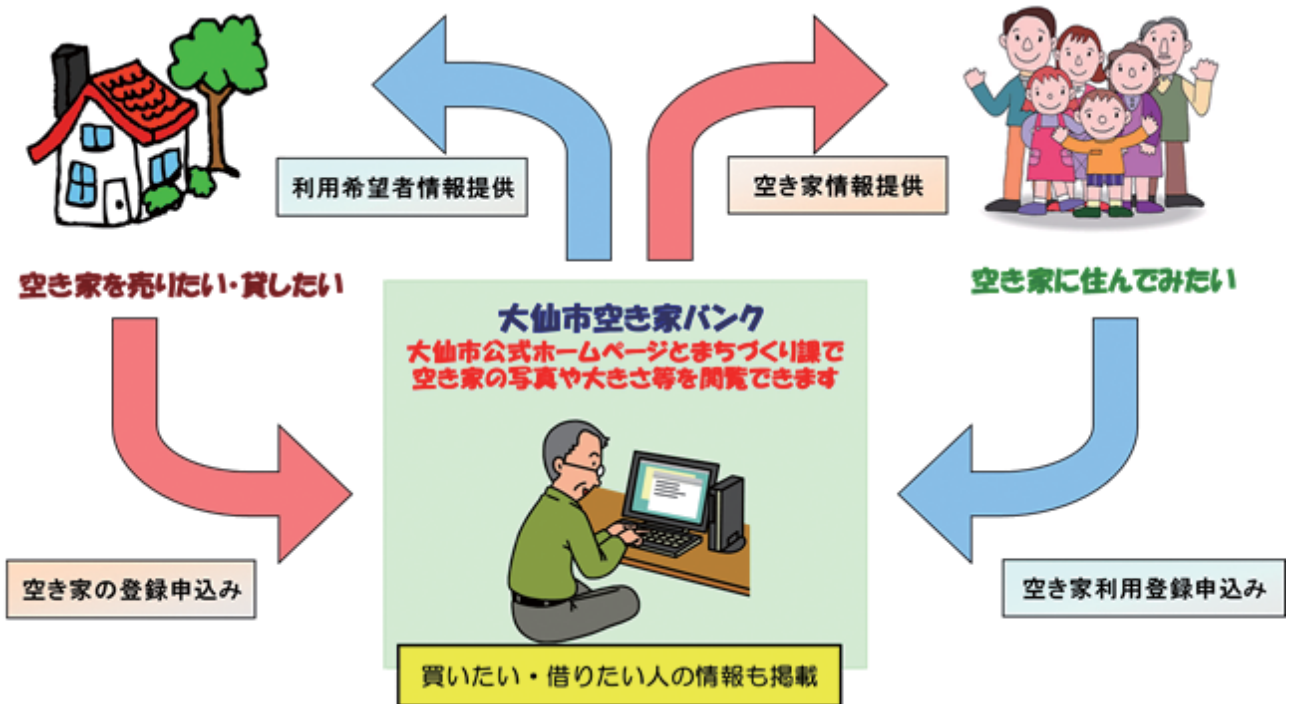 利用希望者情報提供
空き家情報提供
空き家を売りたい・貸したい
空き家に住んでみたい
大仙市空き家バンク
大仙市公式ホームページとまちづくり課で
空き家の写真や大きさ等を閲覧できます
空き家の登録申込み
空き家利用登録申込み
買いたい・借りたい人の情報も掲載